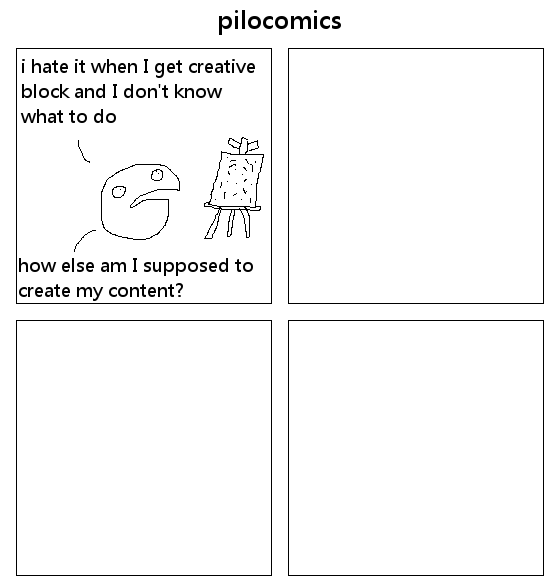 pilocomics
i hate it when I get creative
block and I don't know
what to do
how else am I supposed to
create my content?